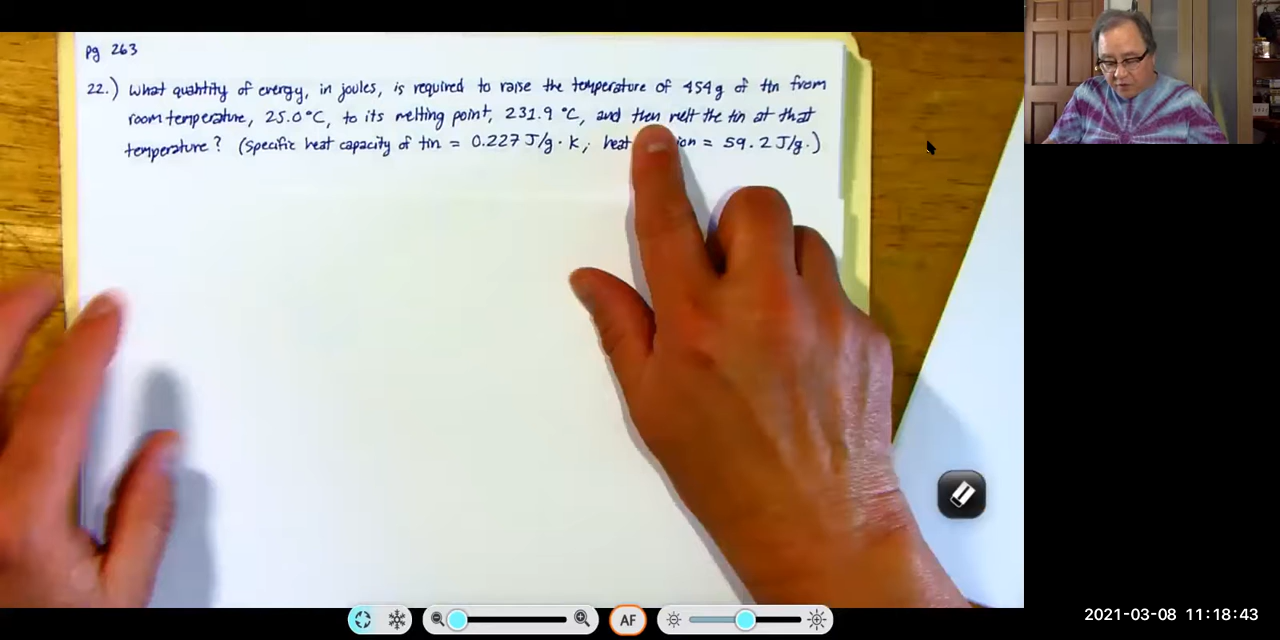 Pg 263
22.) What quantity of energy, in joules, is required to raise the temperature of 454g of tin from
room temperature, 25.0°C, to its melting point, 231.9 °C, and then melt the tin at that
temperature? (Specific heat capacity of tin = 0.227 J/g·K; heat = 59.2 J/g.)
AF
2021-03-08 11:18:43